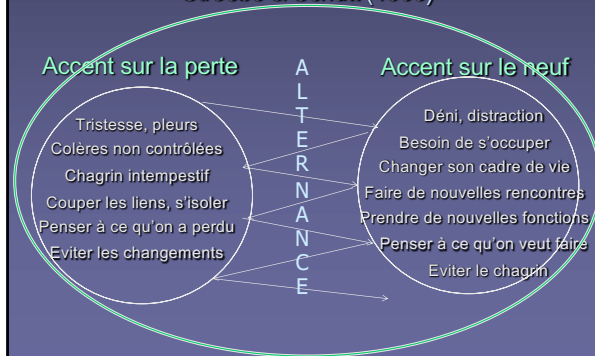 (1999)
Accent sur la perte
Tristesse, pleurs
Colères non contrôlées
Chagrin intempestif
Couper les liens, s'isoler
Penser à ce qu'on a perdu
Eviter les changements
A
L
T
E
R
N
A
N
C
E
Accent sur le neuf
Déni, distraction
Besoin de s'occuper
Changer son cadre de vie
Faire de nouvelles rencontres
Prendre de nouvelles fonctions
Penser à ce qu'on veut faire
Eviter le chagrin